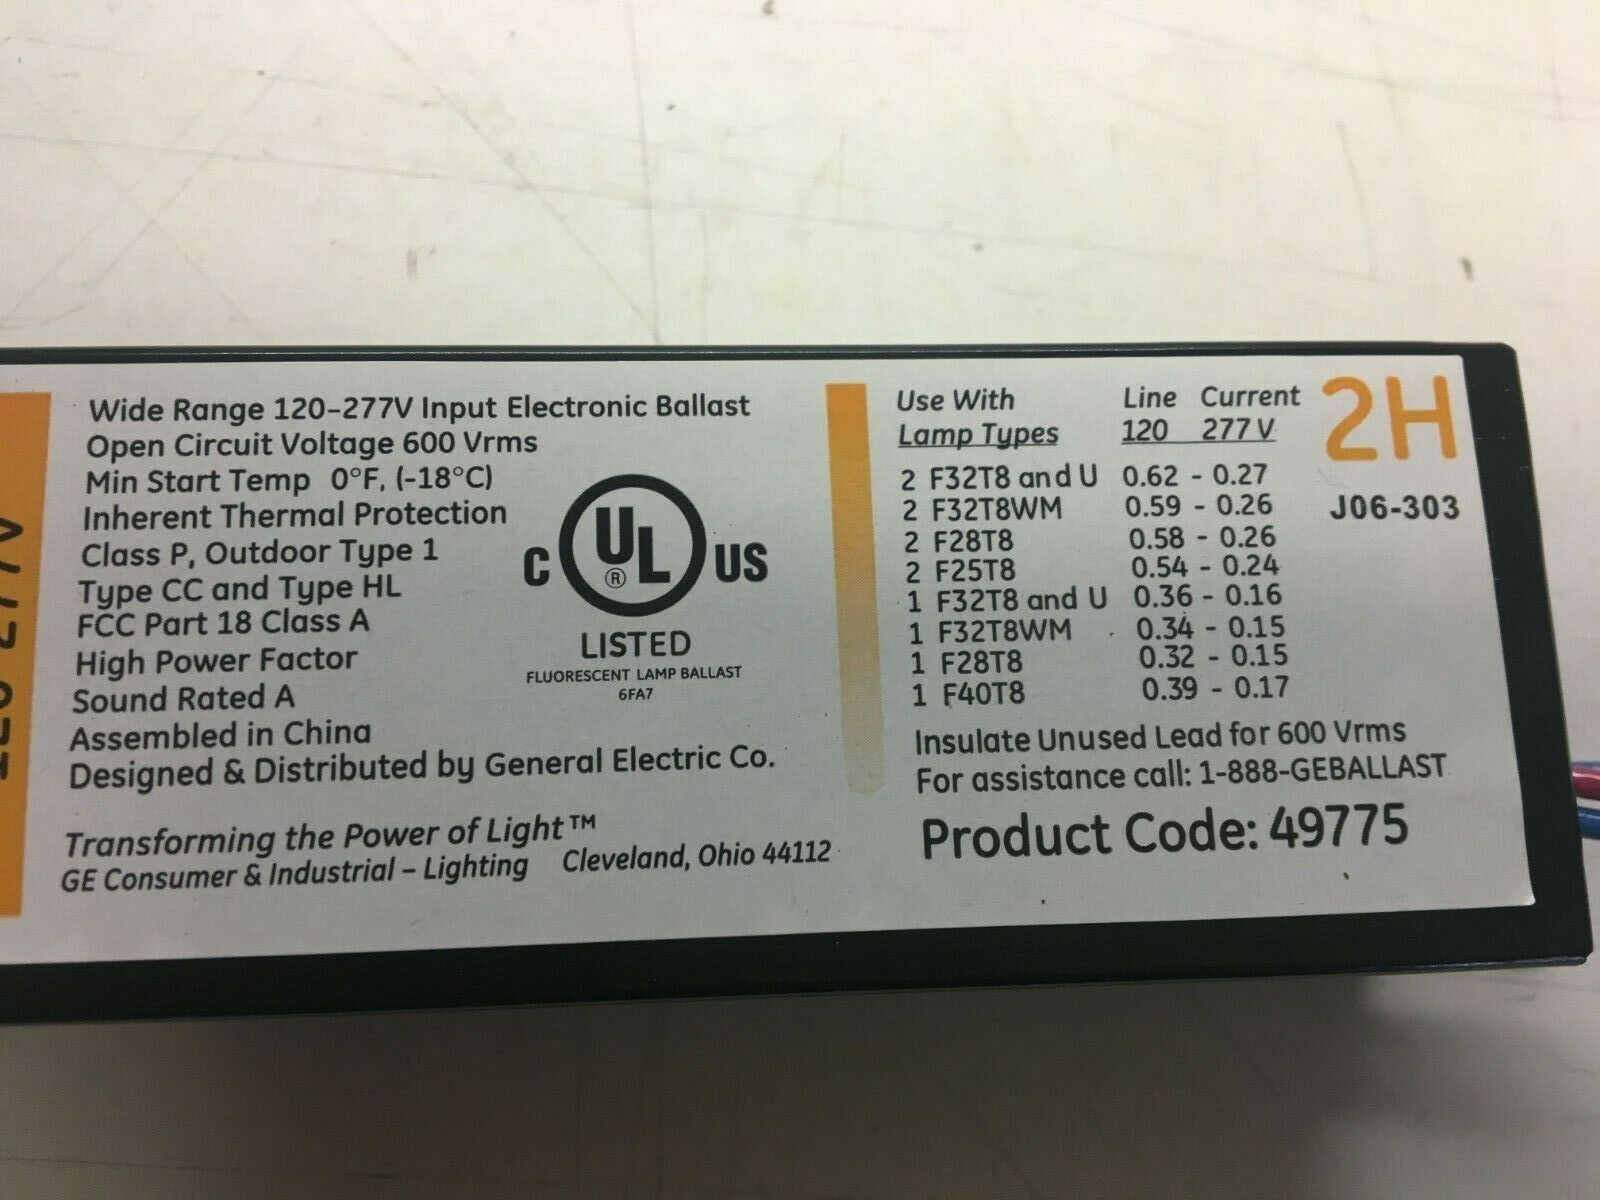 Wide Range 120-277V Input Electronic Ballast
Open Circuit Voltage 600 Vrms
Min Start Temp 0°F, (-18°C)
Inherent Thermal Protection
Class P, Outdoor Type 1
Type CC and Type HL
FCC Part 18 Class A
High Power Factor
Sound Rated A
Assembled in China
Designed & Distributed by General Electric Co.
Transforming the Power of Light™
GE Consumer & Industrial – Lighting Cleveland, Ohio 44112
C UL ® US
LISTED
FLUORESCENT LAMP BALLAST
6FA7
Use With Line Current
Lamp Types 120 277 V
2 F32T8 and U 0.62 - 0.27
2 F32T8WM 0.59 - 0.26
2 F28T8 0.58 - 0.26
2 F25T8 0.54 - 0.24
1 F32T8 and U 0.36 - 0.16
1 F32T8WM 0.34 - 0.15
1 F28T8 0.32 - 0.15
1 F40T8 0.39 - 0.17
2H
J06-303
Insulate Unused Lead for 600 Vrms
For assistance call: 1-888-GEBALLAST
Product Code: 49775